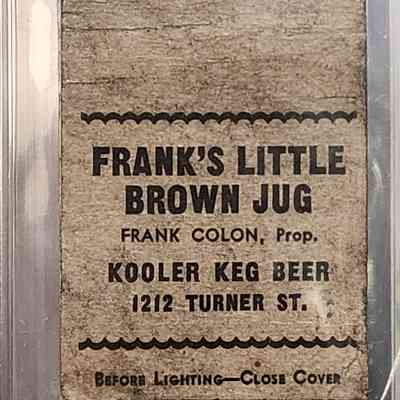 FRANK'S LITTLE
BROWN JUG
FRANK COLON, Prop.
KOOLER KEG BEER
1212 TURNER ST.
BEFORE LIGHTING—CLOSE COVER